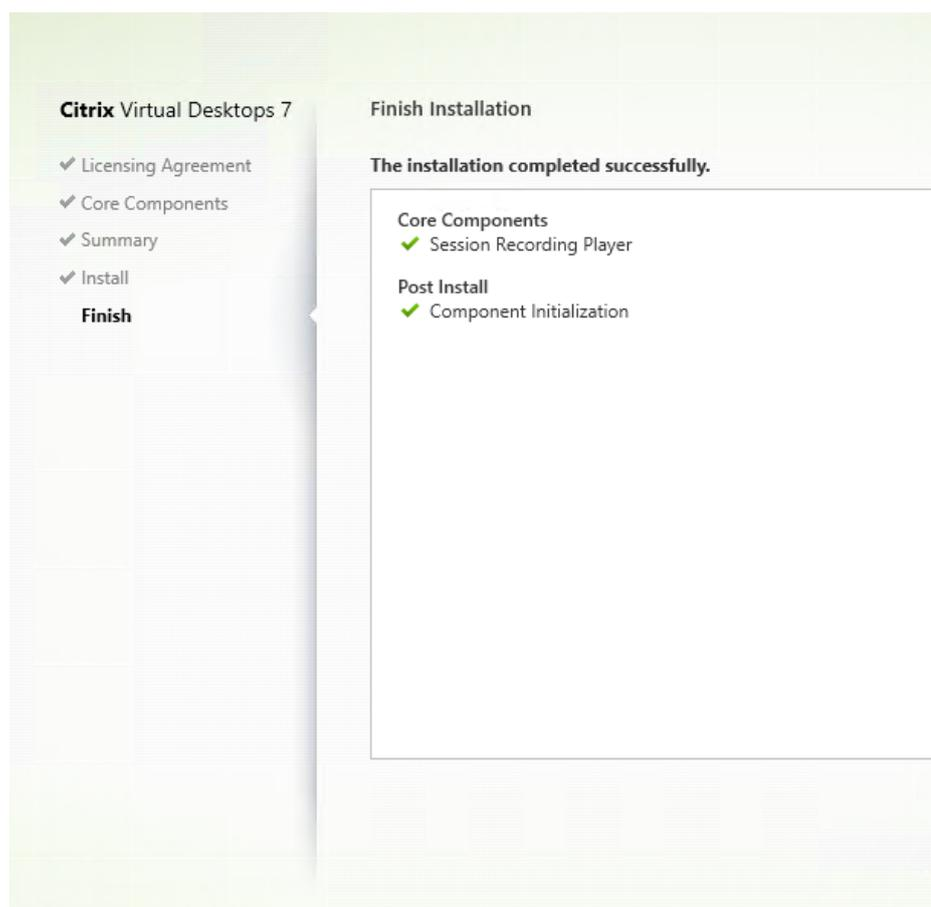 Citrix Virtual Desktops 7
Licensing Agreement
Core Components
Summary
Install
Finish
Finish Installation
The installation completed successfully.
Core Components
Session Recording Player
Post Install
Component Initialization